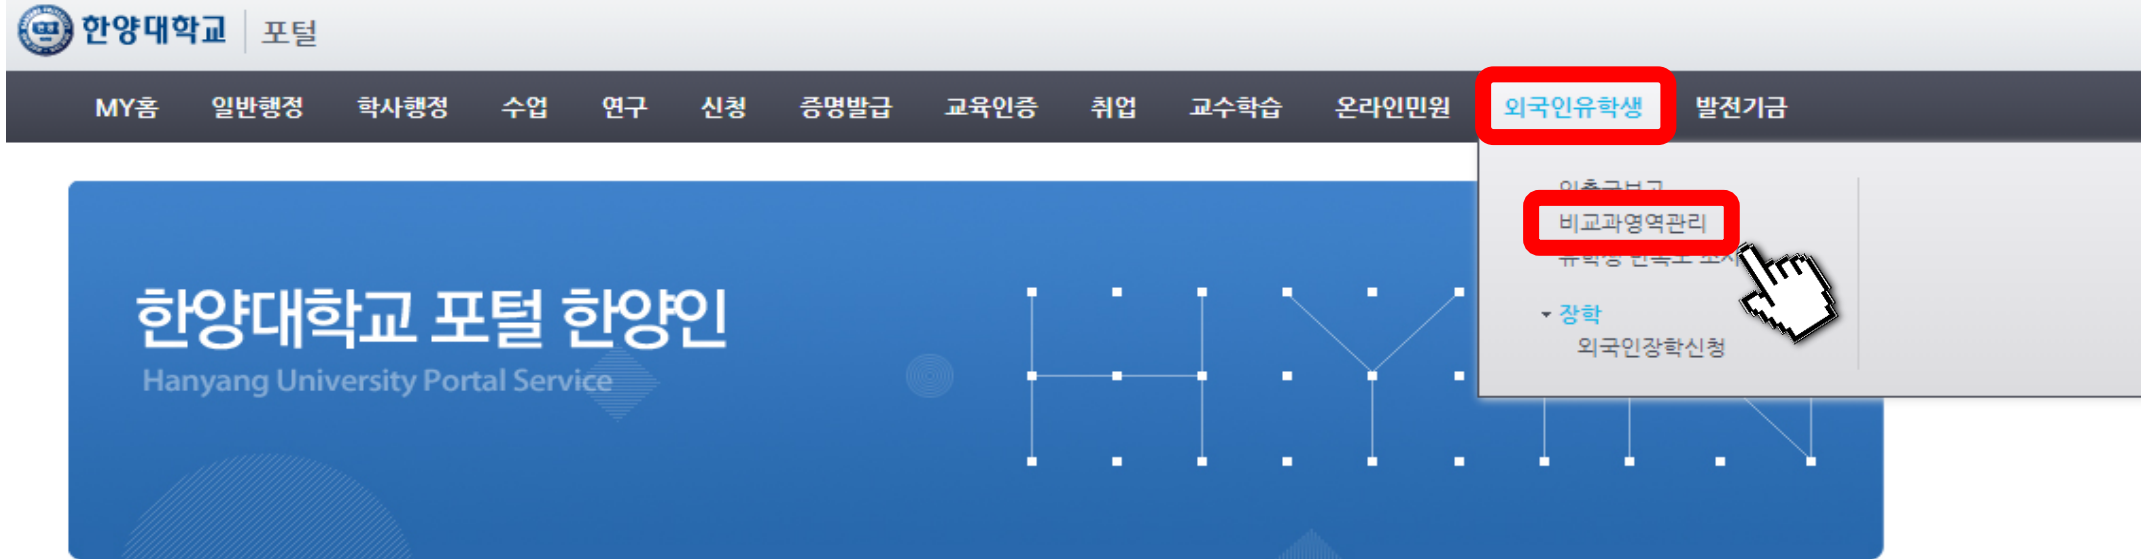 한양대학교 포털
MY홈 일반행정 학사행정 수업 연구 신청 증명발급 교육인증 취업 교수학습 온라인민원 외국인유학생 발전기금
비교과영역관리
장학
외국인장학신청
한양대학교 포털 한양인
Hanyang University Portal Service